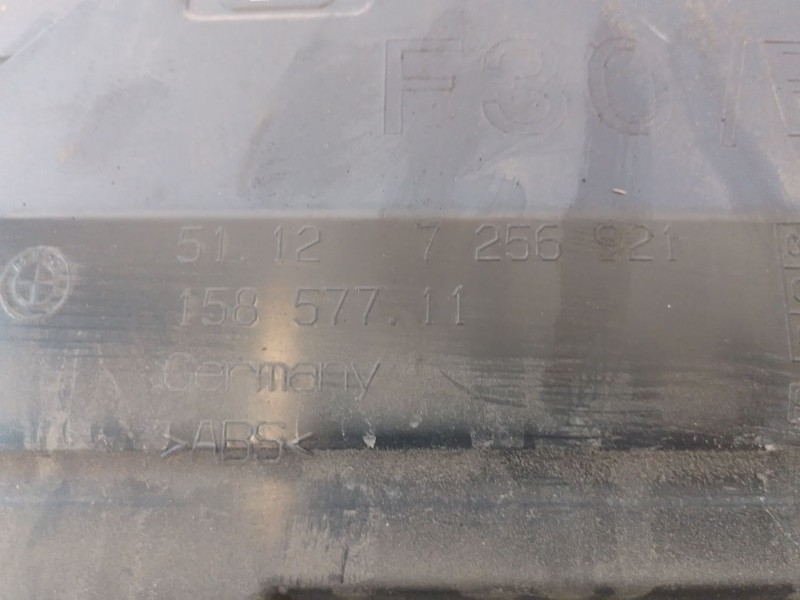 F30/
51.12 7 256 921
158 577.11
Germany
>ABS<